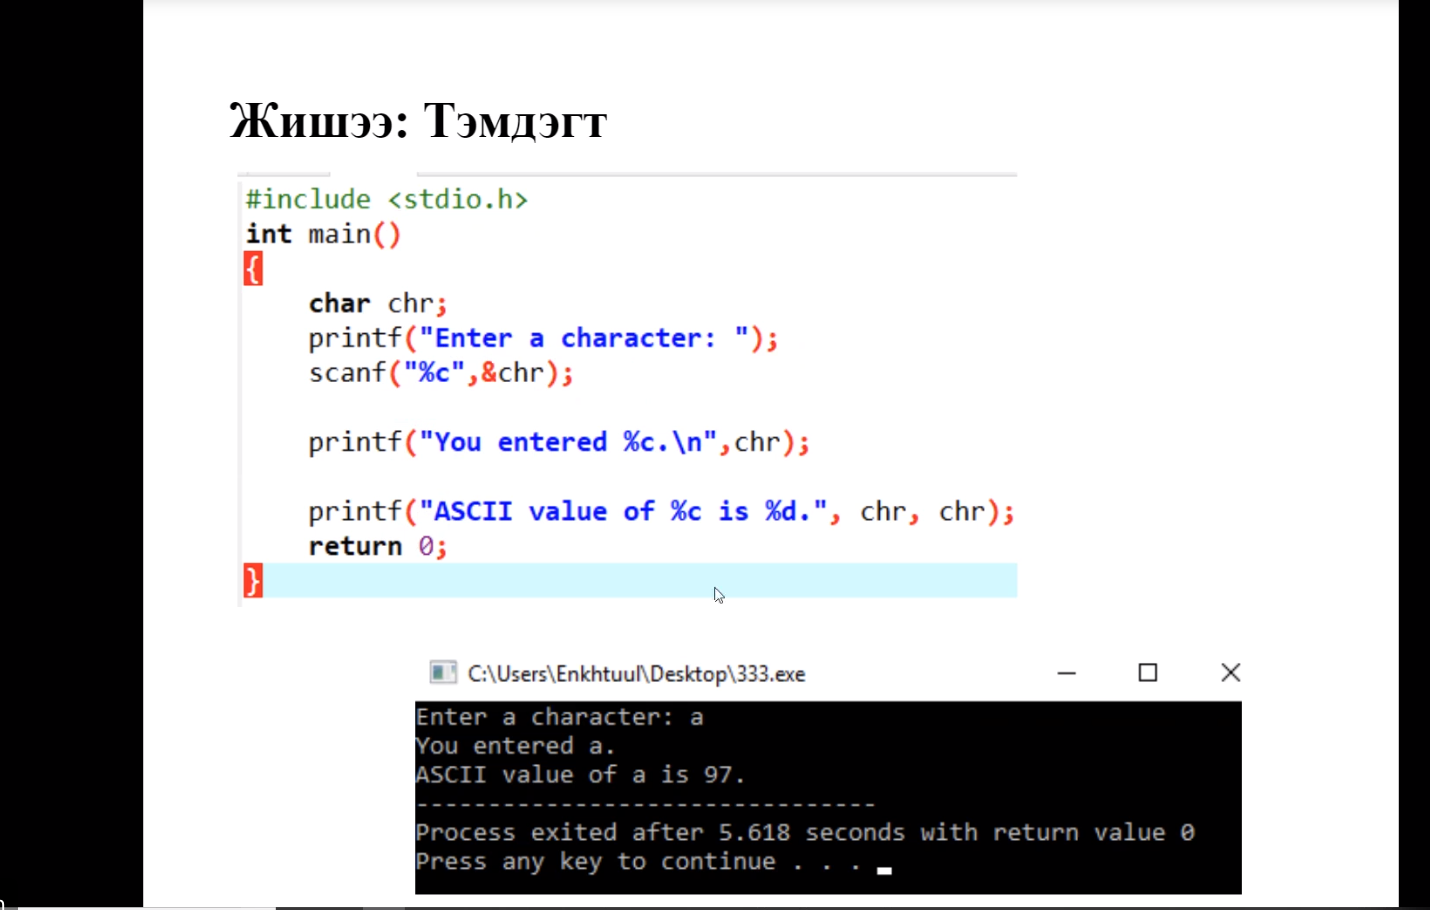 Жишээ: Тэмдэгт
#include <stdio.h>
int main()
{
    char chr;
    printf("Enter a character: ");
    scanf("%c",&chr);
    printf("You entered %c.\n",chr);
    printf("ASCII value of %c is %d.", chr, chr);
    return 0;
}
C:\Users\Enkhtuul\Desktop\333.exe
Enter a character: a
You entered a.
ASCII value of a is 97.
--------------------------------
Process exited after 5.618 seconds with return value 0
Press any key to continue . . .